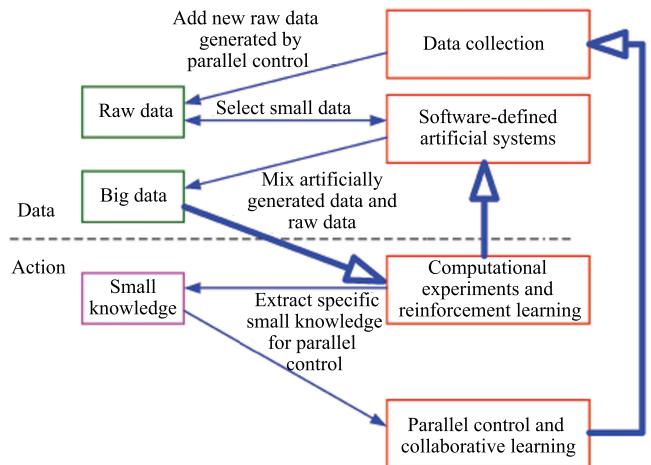 Add new raw data
generated by
parallel control
Data collection
Raw data
Select small data
Software-defined
artificial systems
Big data
Mix artificially
generated data and
raw data
Data
Action
Small
knowledge
Extract specific
small knowledge
for parallel
control
Computational
experiments and
reinforcement learning
Parallel control and
collaborative learning